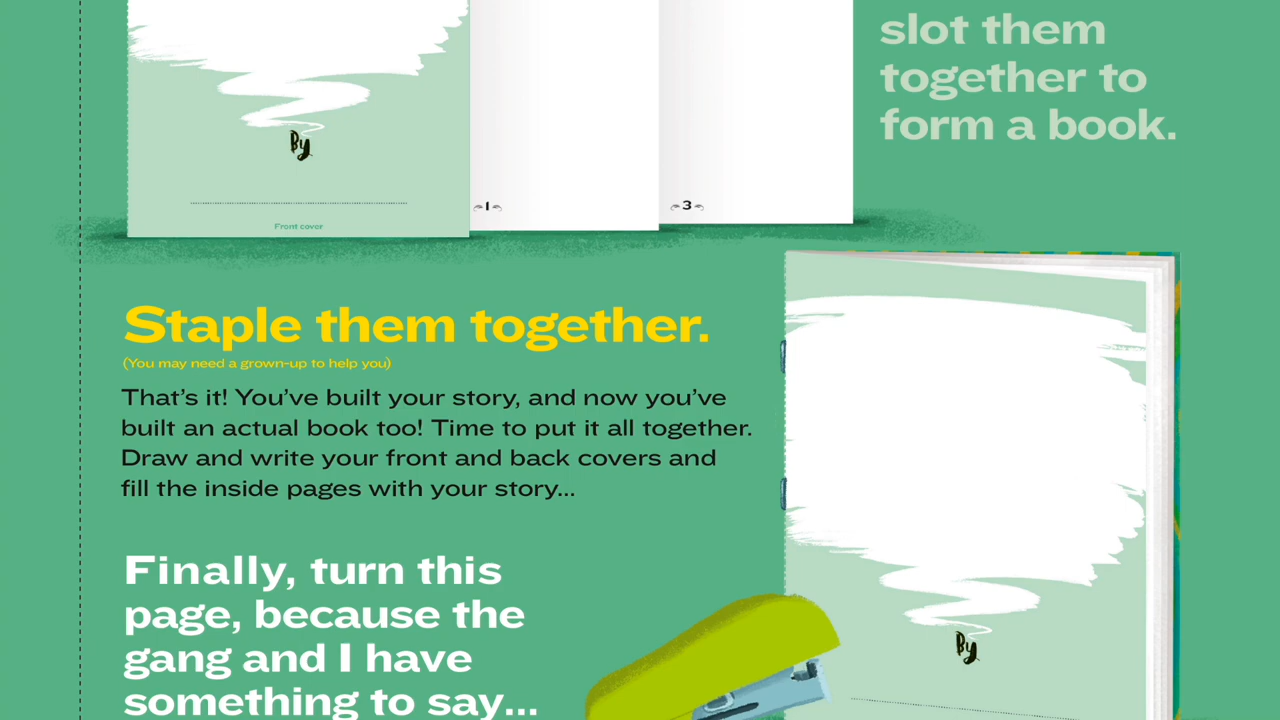 slot them
together to
form a book.
By
1
3
Front cover
Staple them together.
(You may need a grown-up to help you)
That's it! You've built your story, and now you've
built an actual book too! Time to put it all together.
Draw and write your front and back covers and
fill the inside pages with your story...
Finally, turn this
page, because the
gang and I have
something to say...
By